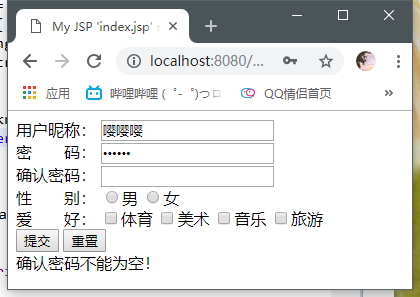 My JSP 'index.jsp' s
localhost:8080/...
应用 哔哩哔哩 ( ゜- ゜)つロ QQ情侣首页 »
用户昵称: 嘤嘤嘤
密 码: ••••••
确认密码:
性 别: 男 女
爱 好: 体育 美术 音乐 旅游
提交 重置
确认密码不能为空!